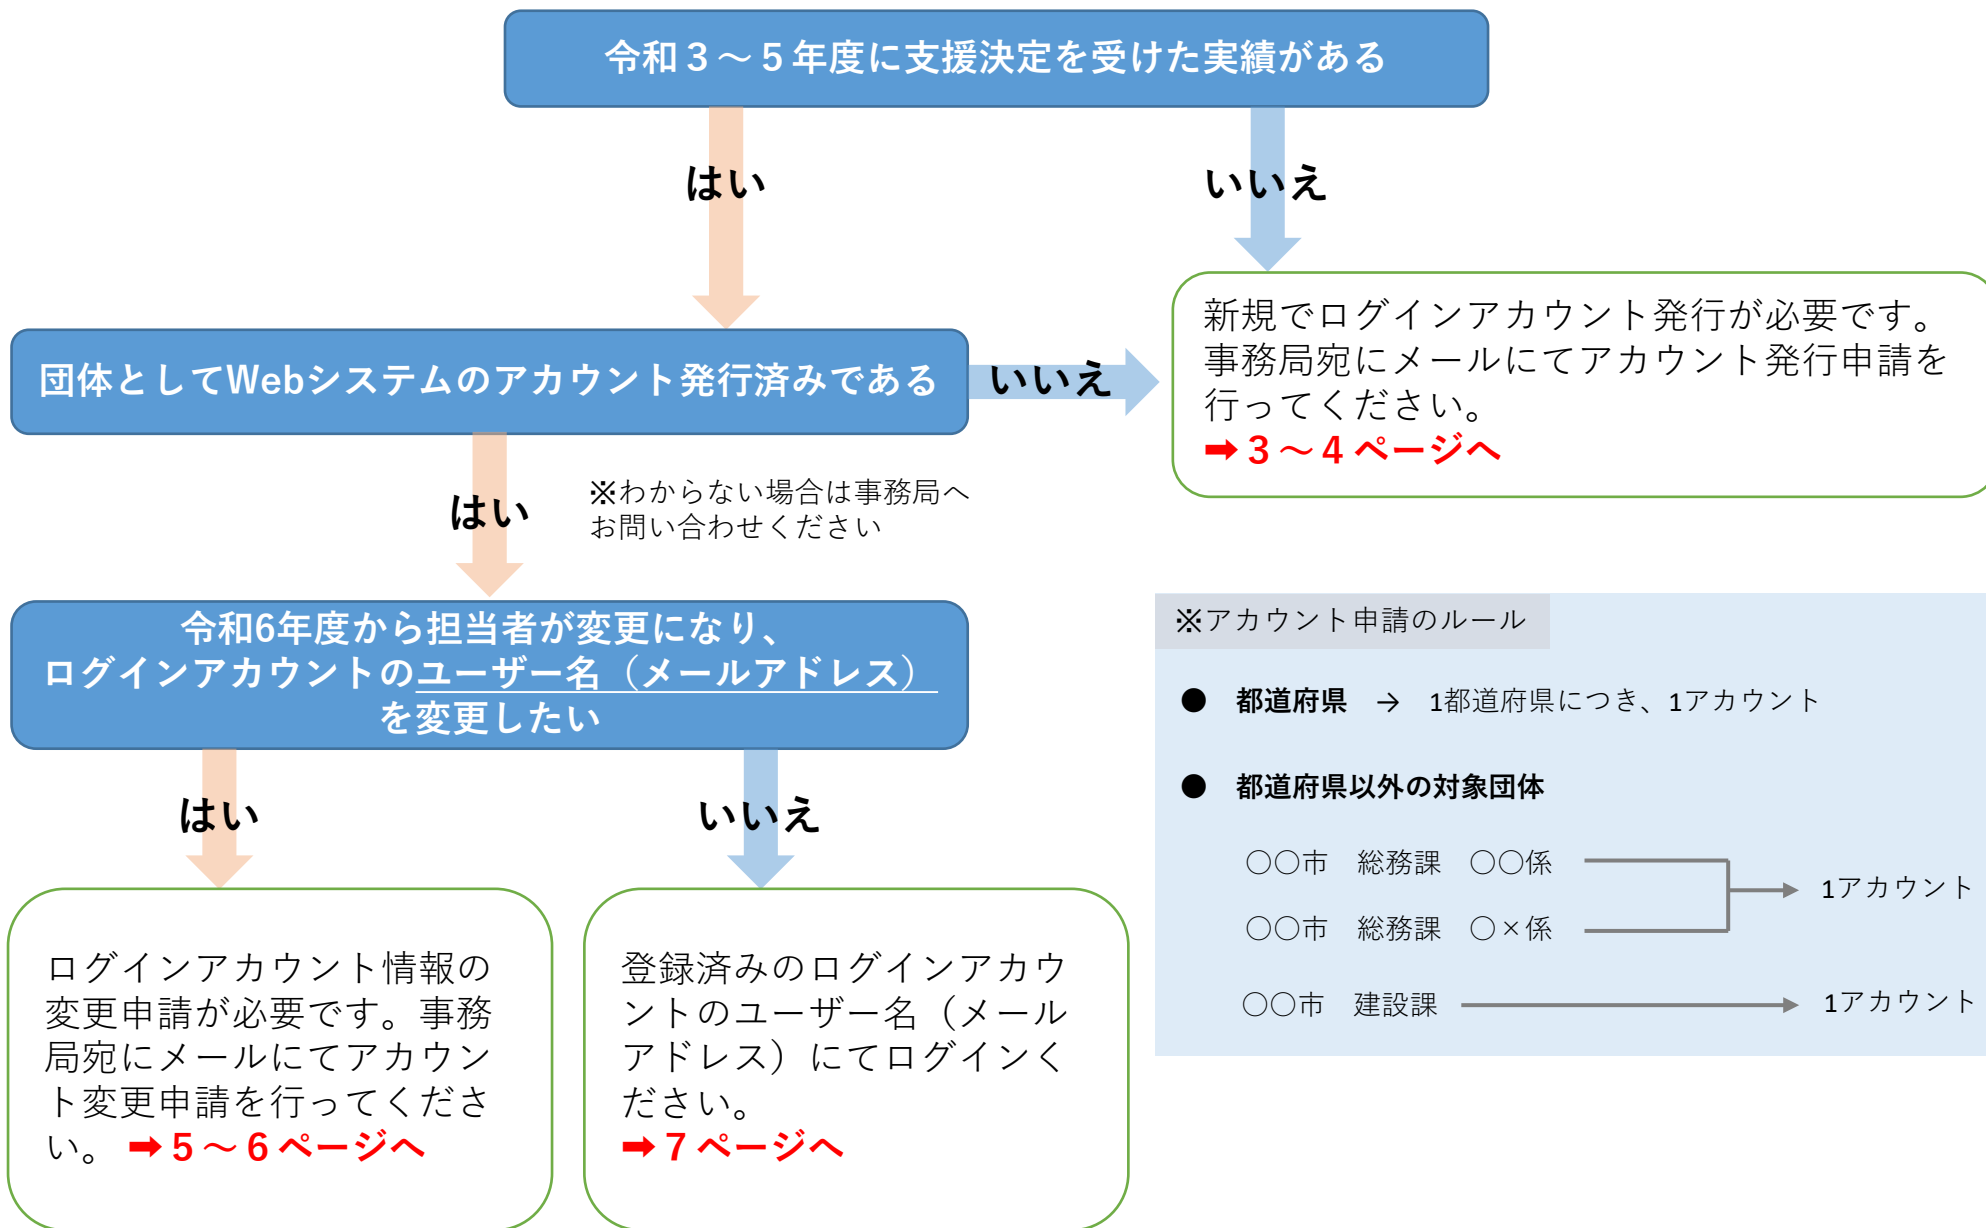 令和３～５年度に支援決定を受けた実績がある
はい
いいえ
新規でログインアカウント発行が必要です。
事務局宛にメールにてアカウント発行申請を
行ってください。
➡３～４ページへ
団体としてWebシステムのアカウント発行済みである
いいえ
はい
※わからない場合は事務局へ
お問い合わせください
令和6年度から担当者が変更になり、
ログインアカウントのユーザー名（メールアドレス）
を変更したい
はい
いいえ
ログインアカウント情報の
変更申請が必要です。事務
局宛にメールにてアカウン
ト変更申請を行ってくださ
い。➡５～６ページへ
登録済みのログインアカウ
ントのユーザー名（メール
アドレス）にてログインく
ださい。
➡７ページへ
※アカウント申請のルール
● 都道府県 → 1都道府県につき、1アカウント
● 都道府県以外の対象団体
○○市 総務課 ○○係
1アカウント
○○市 総務課 ○×係
○○市 建設課
1アカウント